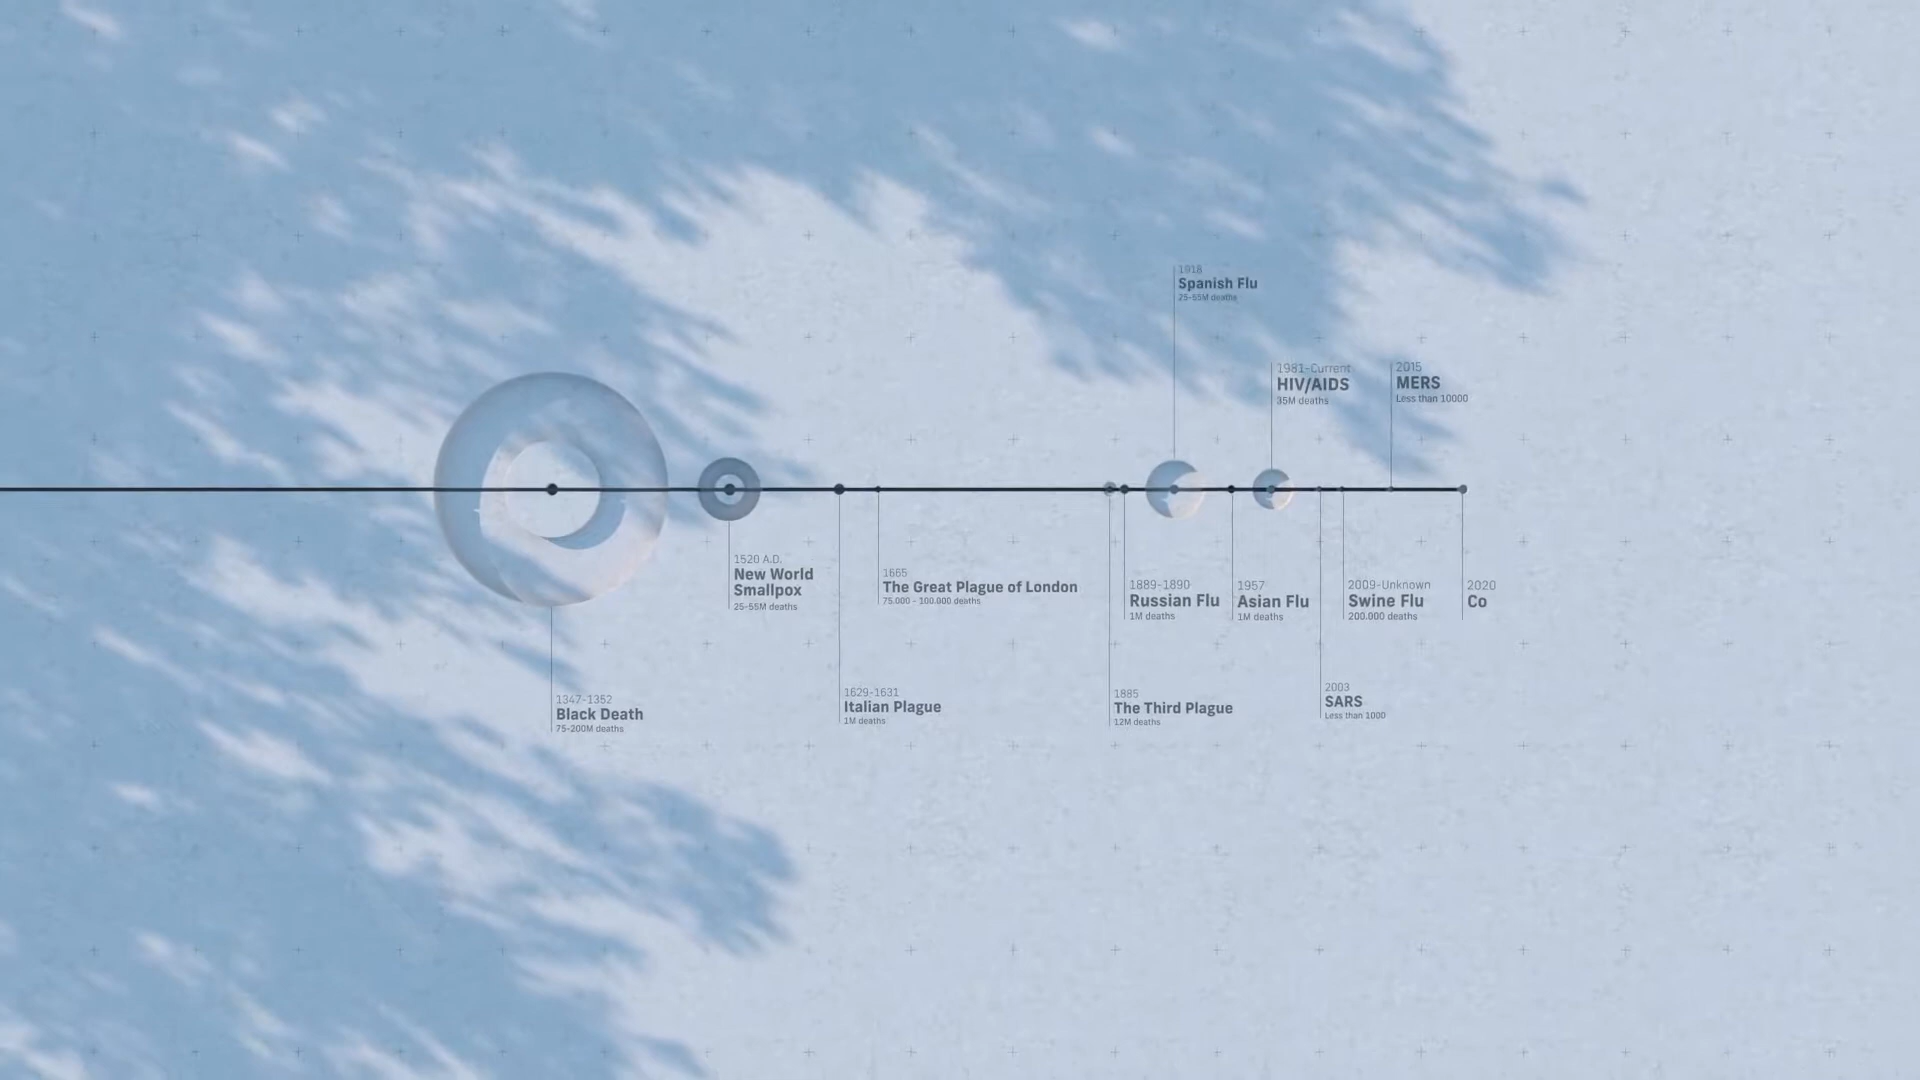 1918
Spanish Flu
25-55M deaths
1981-Current
HIV/AIDS
35M deaths
2015
MERS
Less than 10000
1520 A.D.
New World
Smallpox
25-55M deaths
1665
The Great Plague of London
75.000 - 100.000 deaths
1889-1890
Russian Flu
1M deaths
1957
Asian Flu
1M deaths
2009-Unknown
Swine Flu
200.000 deaths
2020
Co
1347-1352
Black Death
75-200M deaths
1629-1631
Italian Plague
1M deaths
1885
The Third Plague
12M deaths
2003
SARS
Less than 1000